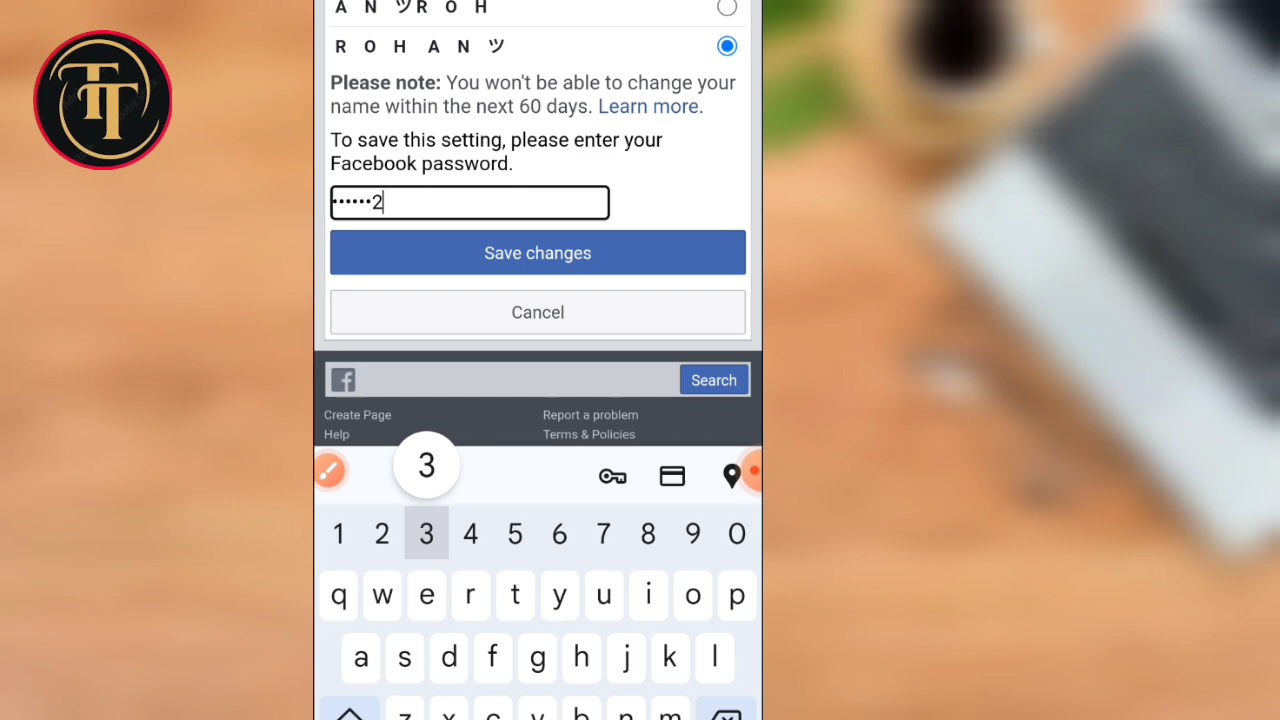 TT
A N ツR O H
R O H A N ツ
Please note: You won't be able to change your
name within the next 60 days. Learn more.
To save this setting, please enter your
Facebook password.
••••••2
Save changes
Cancel
f Search
Create Page Report a problem
Help Terms & Policies
3
1 2 3 4 5 6 7 8 9 0
q w e r t y u i o p
a s d f g h j k l
z x c v b n m